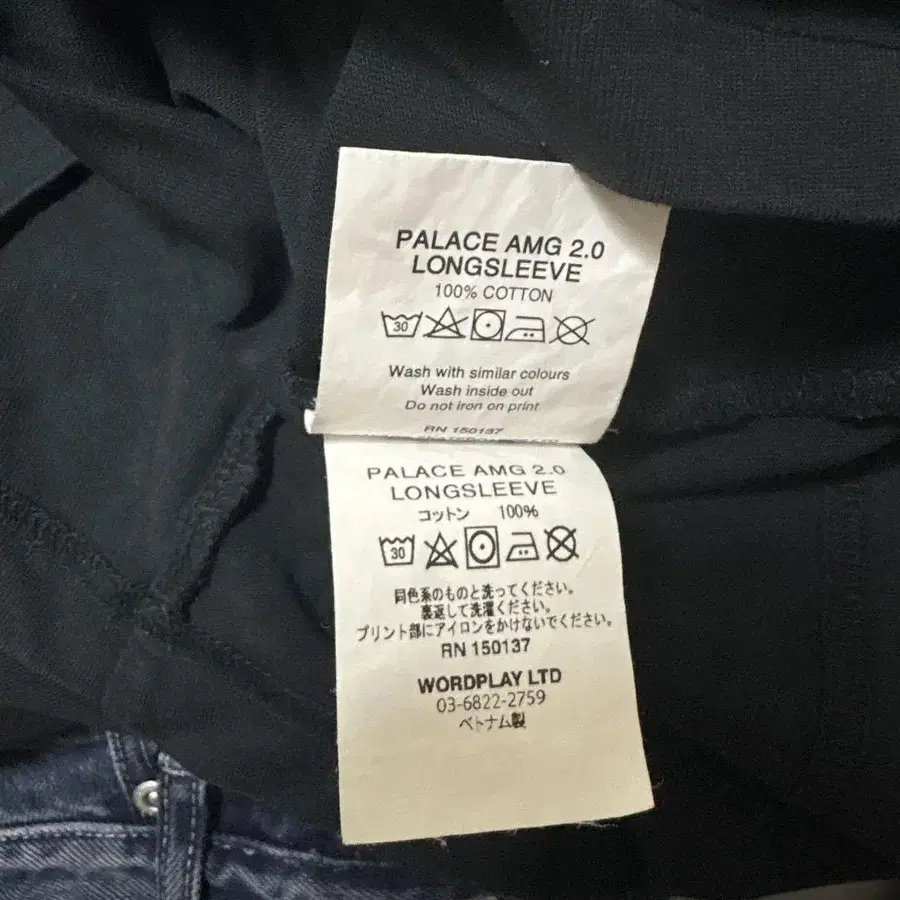 PALACE AMG 2.0
LONGSLEEVE
100% COTTON
30
Wash with similar colours
Wash inside out
Do not iron on print
RN 150137
PALACE AMG 2.0
LONGSLEEVE
コットン 100%
30
同色系のものと洗ってください。
裏返して洗濯ください。
プリント部にアイロンをかけないでください。
RN 150137
WORDPLAY LTD
03-6822-2759
ベトナム製